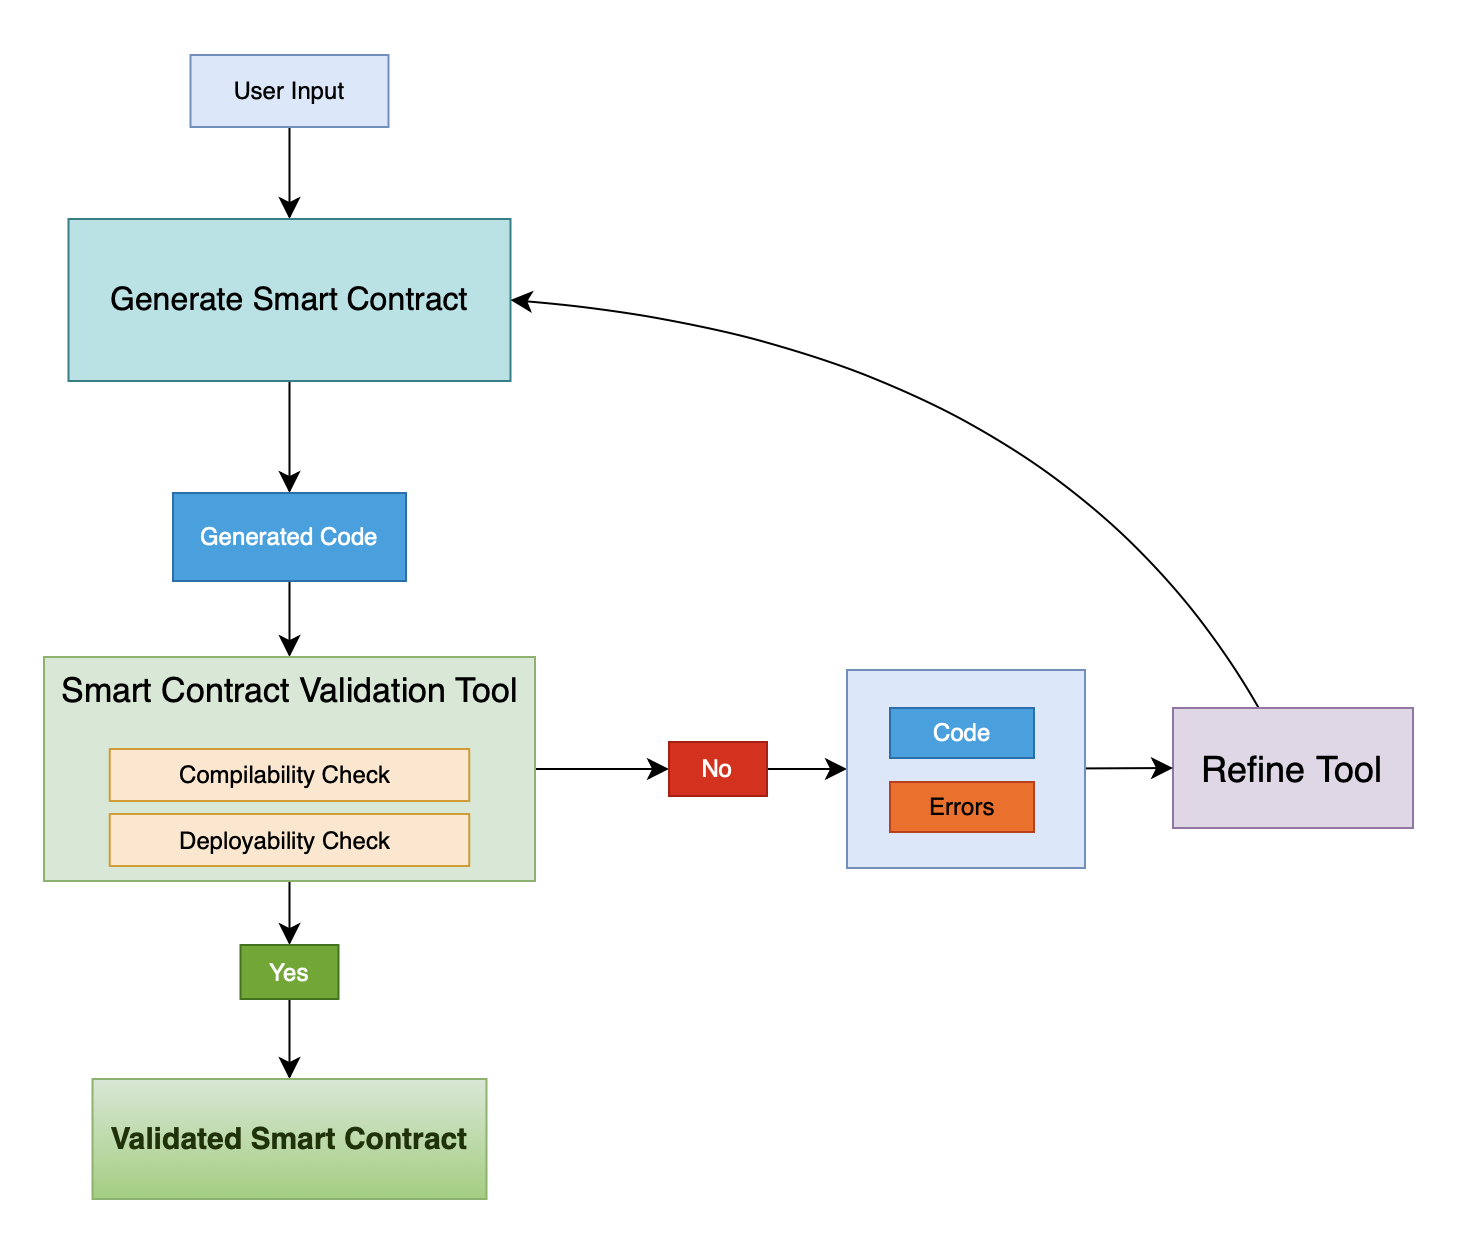 User Input
Generate Smart Contract
Generated Code
Smart Contract Validation Tool
Compilability Check
Deployability Check
No
Code
Errors
Refine Tool
Yes
Validated Smart Contract